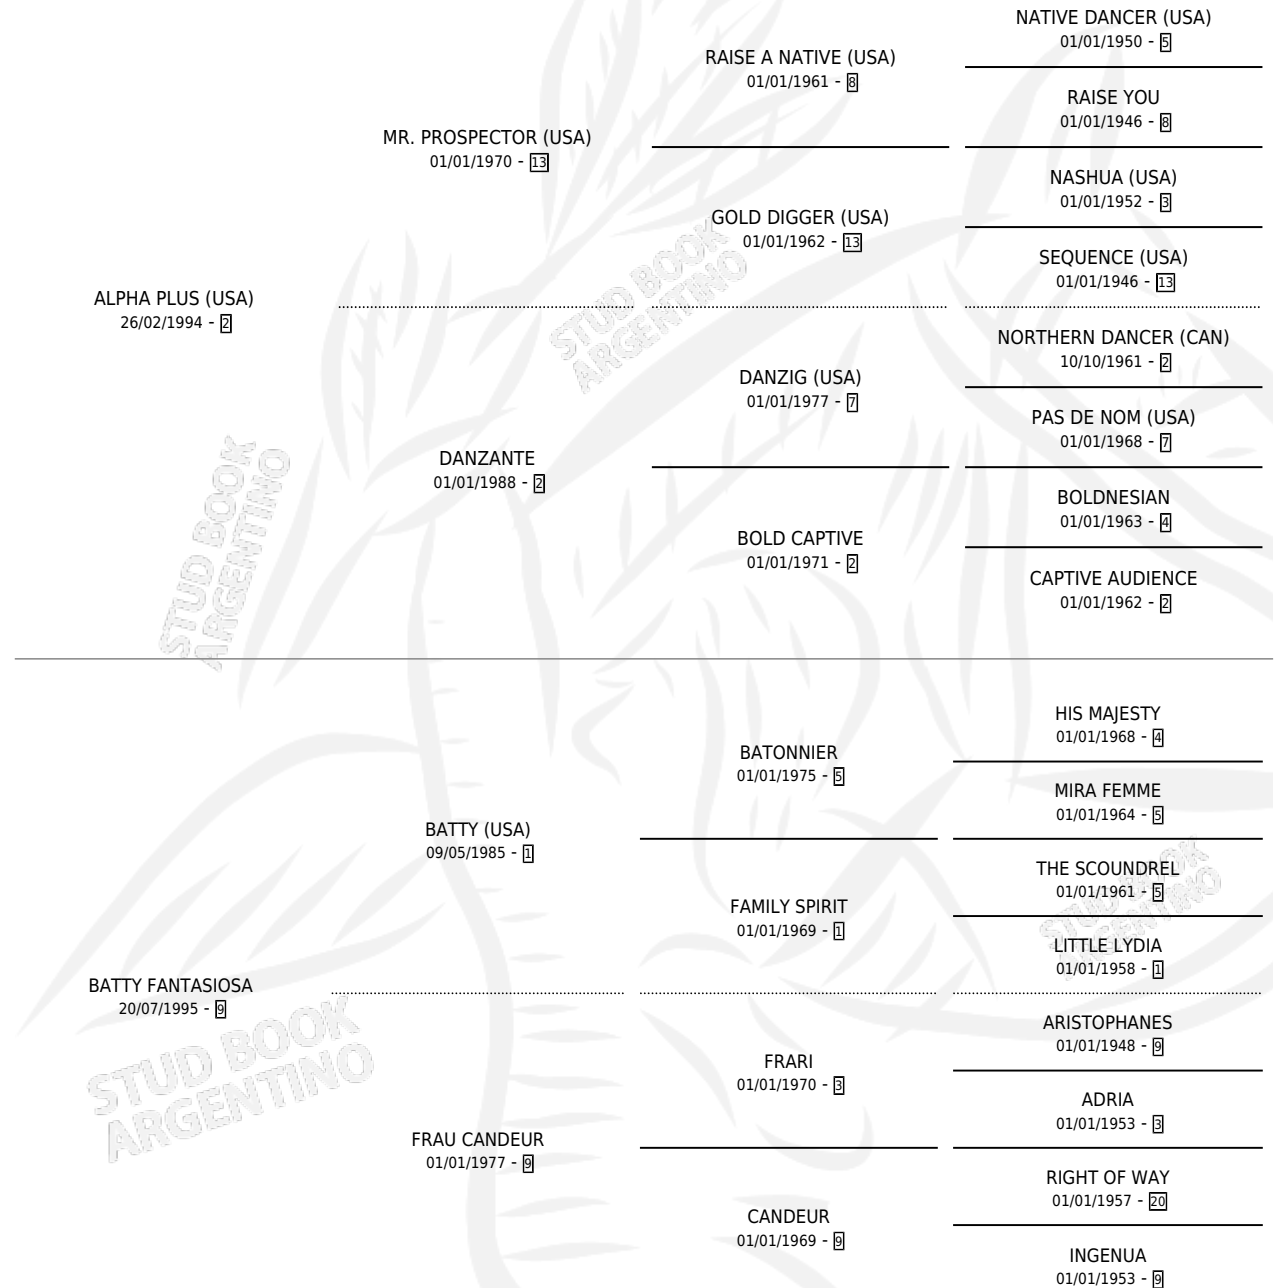 NATIVE DANCER (USA)
01/01/1950 - 5
RAISE A NATIVE (USA)
01/01/1961 - 8
RAISE YOU
01/01/1946 - 8
MR. PROSPECTOR (USA)
01/01/1970 - 13
NASHUA (USA)
01/01/1952 - 3
GOLD DIGGER (USA)
01/01/1962 - 13
SEQUENCE (USA)
01/01/1946 - 13
ALPHA PLUS (USA)
26/02/1994 - 2
STUD BOOK
ARGENTINO
NORTHERN DANCER (CAN)
10/10/1961 - 2
DANZIG (USA)
01/01/1977 - 7
PAS DE NOM (USA)
01/01/1968 - 7
DANZANTE
01/01/1988 - 2
BOLDNESIAN
01/01/1963 - 4
BOLD CAPTIVE
01/01/1971 - 2
CAPTIVE AUDIENCE
01/01/1962 - 2
STUD BOOK
ARGENTINO
HIS MAJESTY
01/01/1968 - 4
BATONNIER
01/01/1975 - 5
MIRA FEMME
01/01/1964 - 5
BATTY (USA)
09/05/1985 - 1
THE SCOUNDREL
01/01/1961 - 5
FAMILY SPIRIT
01/01/1969 - 1
STUD BOOK
ARGENTINO
LITTLE LYDIA
01/01/1958 - 1
BATTY FANTASIOSA
20/07/1995 - 9
STUD BOOK
ARGENTINO
ARISTOPHANES
01/01/1948 - 9
FRARI
01/01/1970 - 3
ADRIA
01/01/1953 - 3
FRAU CANDEUR
01/01/1977 - 9
RIGHT OF WAY
01/01/1957 - 20
CANDEUR
01/01/1969 - 9
INGENUA
01/01/1953 - 9